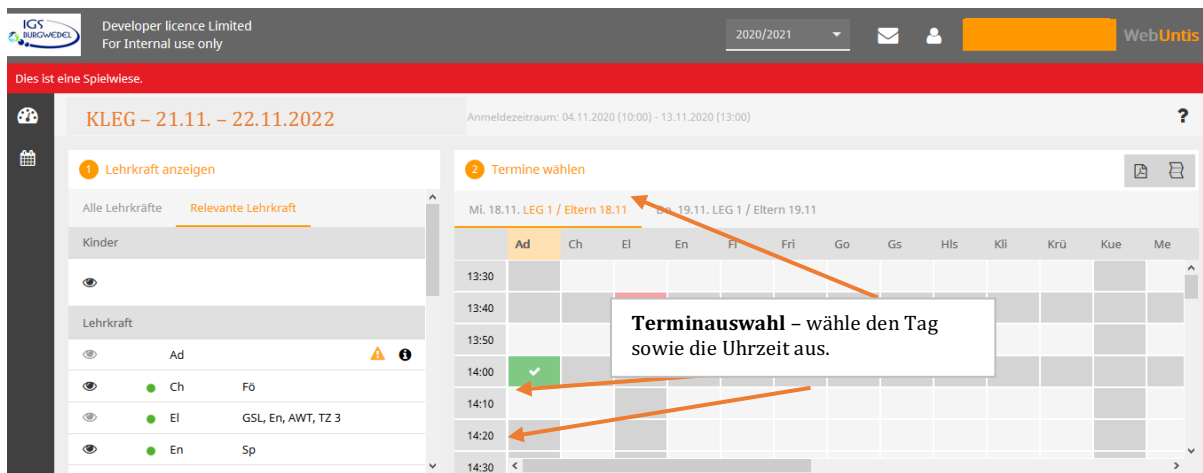 IGS
BURGWEDEL
Developer licence Limited
For Internal use only
2020/2021
WebUntis
Dies ist eine Spielwiese.
KLEG – 21.11. – 22.11.2022
Anmeldezeitraum: 04.11.2020 (10:00) - 13.11.2020 (13:00)
?
1 Lehrkraft anzeigen
Alle Lehrkräfte Relevante Lehrkraft
Kinder
Lehrkraft
Ad
Ch Fö
El GSL, En, AWT, TZ 3
En Sp
2 Termine wählen
Mi. 18.11. LEG 1 / Eltern 18.11 Do. 19.11. LEG 1 / Eltern 19.11
Ad Ch El En Fl Fri Go Gs Hls Kli Krü Kue Me
13:30
13:40
13:50
14:00
14:10
14:20
14:30
Terminauswahl – wähle den Tag
sowie die Uhrzeit aus.